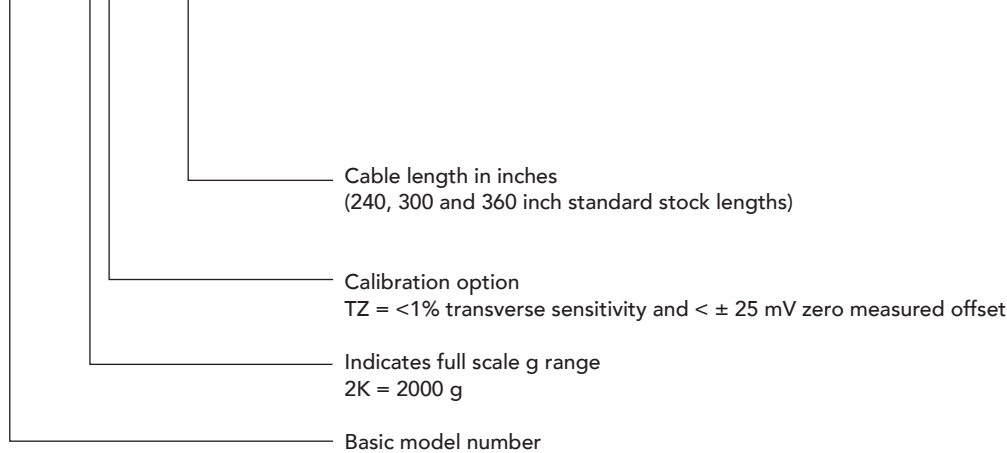 Cable length in inches
(240, 300 and 360 inch standard stock lengths)
Calibration option
TZ = <1% transverse sensitivity and < ± 25 mV zero measured offset
Indicates full scale g range
2K = 2000 g
Basic model number